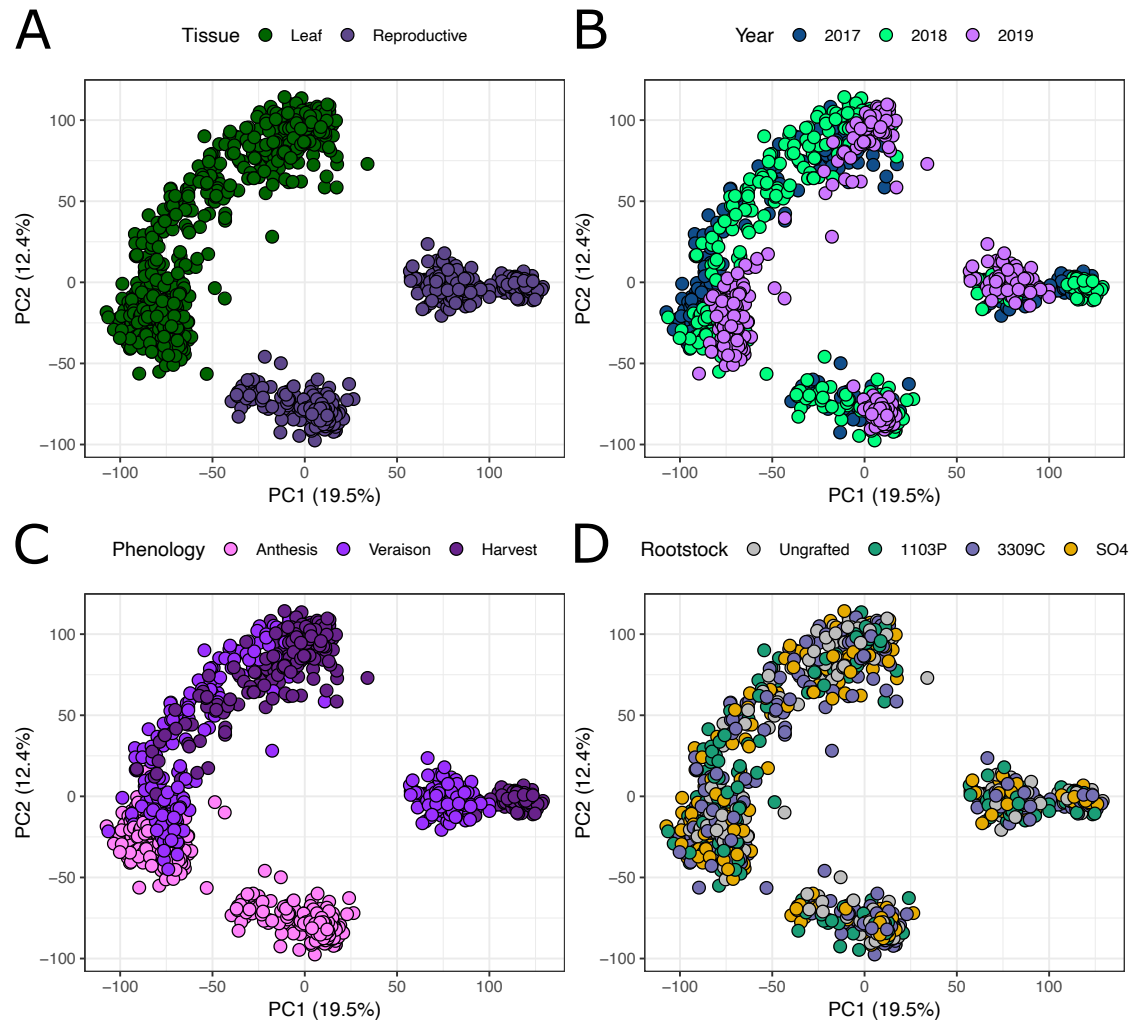 A
Tissue Leaf Reproductive
PC2 (12.4%)
100
50
0
−50
−100
−100 −50 0 50 100
PC1 (19.5%)
B
Year 2017 2018 2019
PC2 (12.4%)
100
50
0
−50
−100
−100 −50 0 50 100
PC1 (19.5%)
C
Phenology Anthesis Veraison Harvest
PC2 (12.4%)
100
50
0
−50
−100
−100 −50 0 50 100
PC1 (19.5%)
D
Rootstock Ungrafted 1103P 3309C SO4
PC2 (12.4%)
100
50
0
−50
−100
−100 −50 0 50 100
PC1 (19.5%)